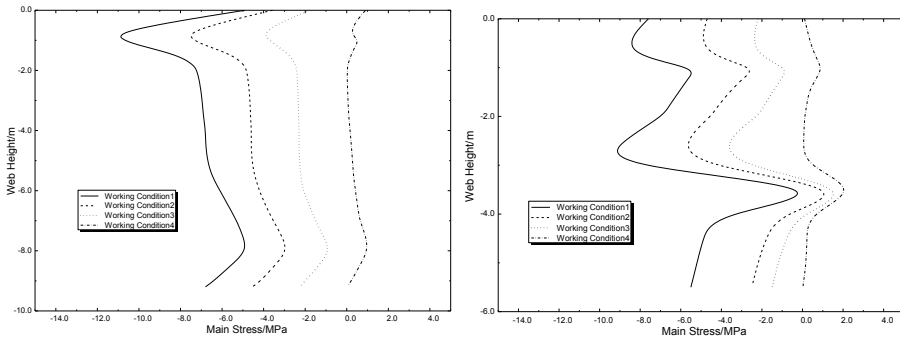 0.0
-2.0
-4.0
-6.0
-8.0
-10.0
Web Height/m
Working Condition1
Working Condition2
Working Condition3
Working Condition4
-14.0 -12.0 -10.0 -8.0 -6.0 -4.0 -2.0 0.0 2.0 4.0
Main Stress/MPa
0.0
-2.0
-4.0
-6.0
Web Height/m
Working Condition1
Working Condition2
Working Condition3
Working Condition4
-14.0 -12.0 -10.0 -8.0 -6.0 -4.0 -2.0 0.0 2.0 4.0
Main Stress/MPa